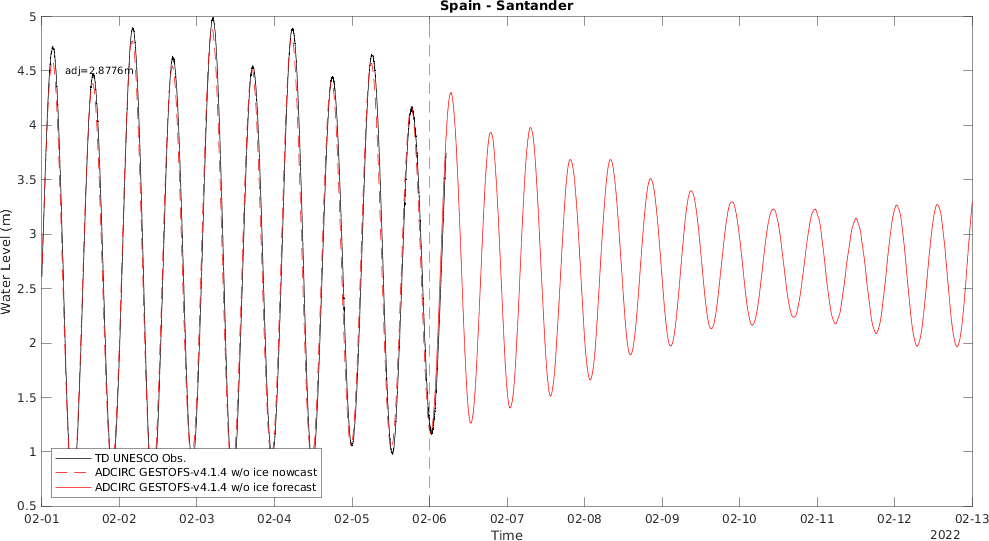 Spain - Santander
5
adj=2.8776m
4.5
4
3.5
3
2.5
2
1.5
1
0.5
Water Level (m)
TD UNESCO Obs.
ADCIRC GESTOFS-v4.1.4 w/o ice nowcast
ADCIRC GESTOFS-v4.1.4 w/o ice forecast
02-01 02-02 02-03 02-04 02-05 02-06 02-07 02-08 02-09 02-10 02-11 02-12 02-13
Time
2022